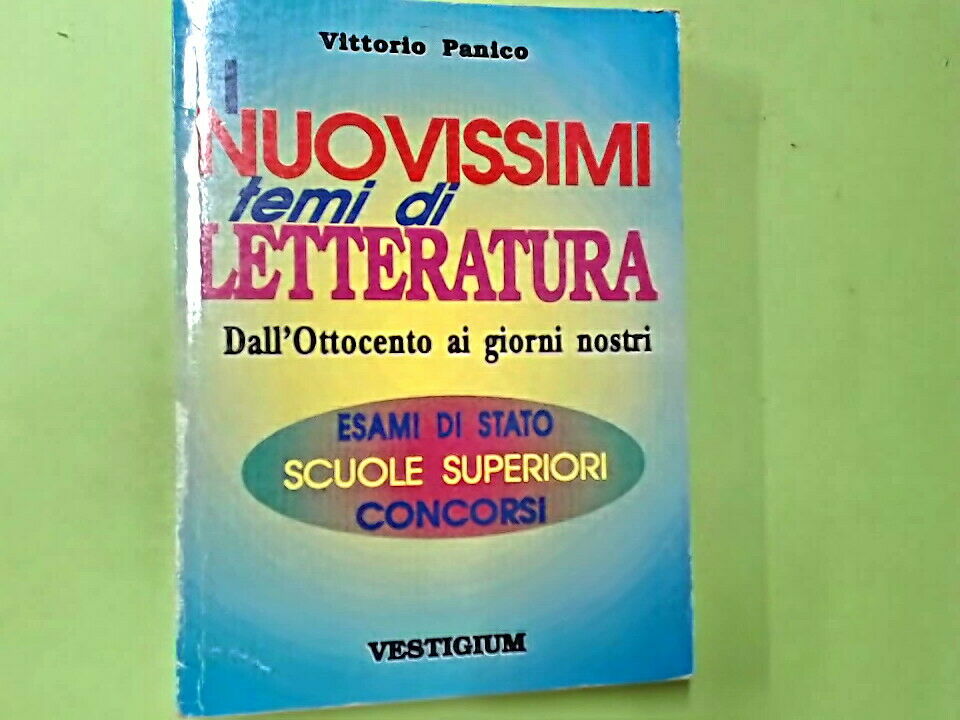 Vittorio Panico
I
NUOVISSIMI
temi di
LETTERATURA
Dall'Ottocento ai giorni nostri
ESAMI DI STATO
SCUOLE SUPERIORI
CONCORSI
VESTIGIUM